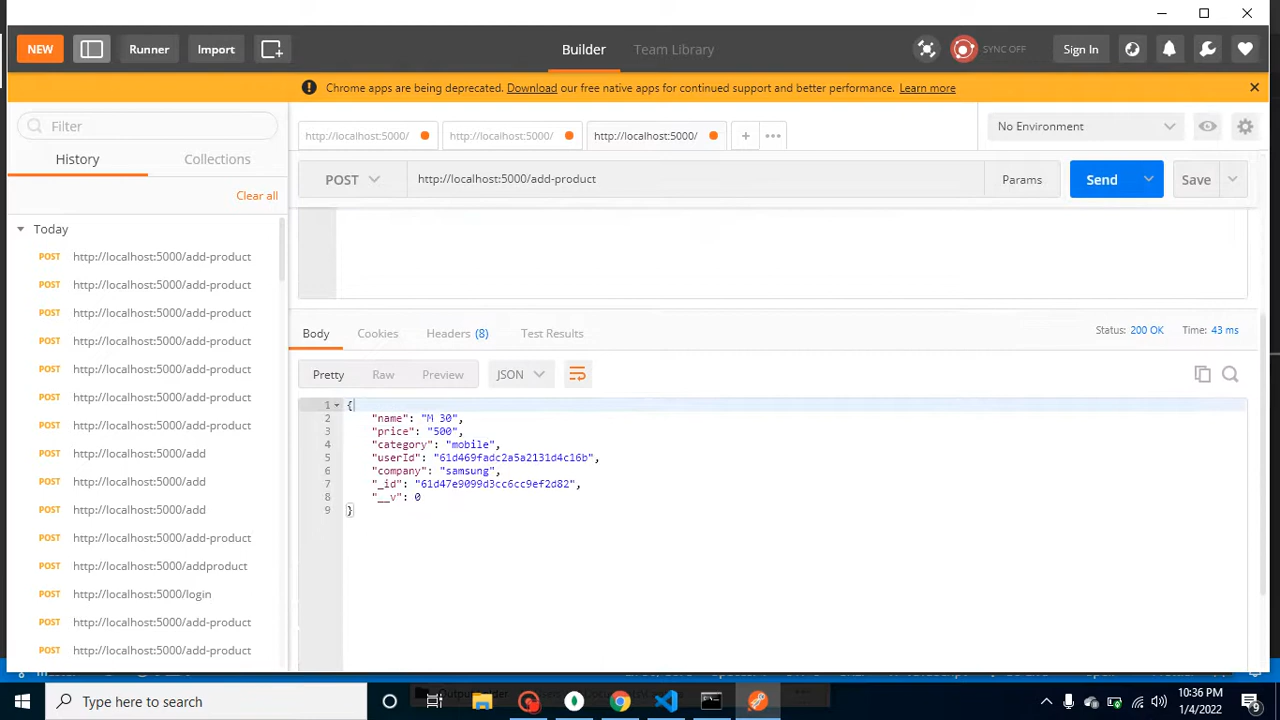 NEW
Runner
Import
Builder
Team Library
SYNC OFF
Sign In
Chrome apps are being deprecated. Download our free native apps for continued support and better performance. Learn more
Filter
History
Collections
Clear all
Today
POST http://localhost:5000/add-product
POST http://localhost:5000/add-product
POST http://localhost:5000/add-product
POST http://localhost:5000/add-product
POST http://localhost:5000/add-product
POST http://localhost:5000/add-product
POST http://localhost:5000/add-product
POST http://localhost:5000/add
POST http://localhost:5000/add
POST http://localhost:5000/add
POST http://localhost:5000/add-product
POST http://localhost:5000/addproduct
POST http://localhost:5000/login
POST http://localhost:5000/add-product
POST http://localhost:5000/add-product
http://localhost:5000/
http://localhost:5000/
http://localhost:5000/
No Environment
POST
http://localhost:5000/add-product
Params
Send
Save
Body
Cookies
Headers (8)
Test Results
Status: 200 OK
Time: 43 ms
Pretty
Raw
Preview
JSON
1 {
2 "name": "M 30",
3 "price": "500",
4 "category": "mobile",
5 "userId": "61d469fadc2a5a2131d4c16b",
6 "company": "samsung",
7 "_id": "61d47e9099d3cc6cc9ef2d82",
8 "__v": 0
9 }
Type here to search
10:36 PM
1/4/2022
9